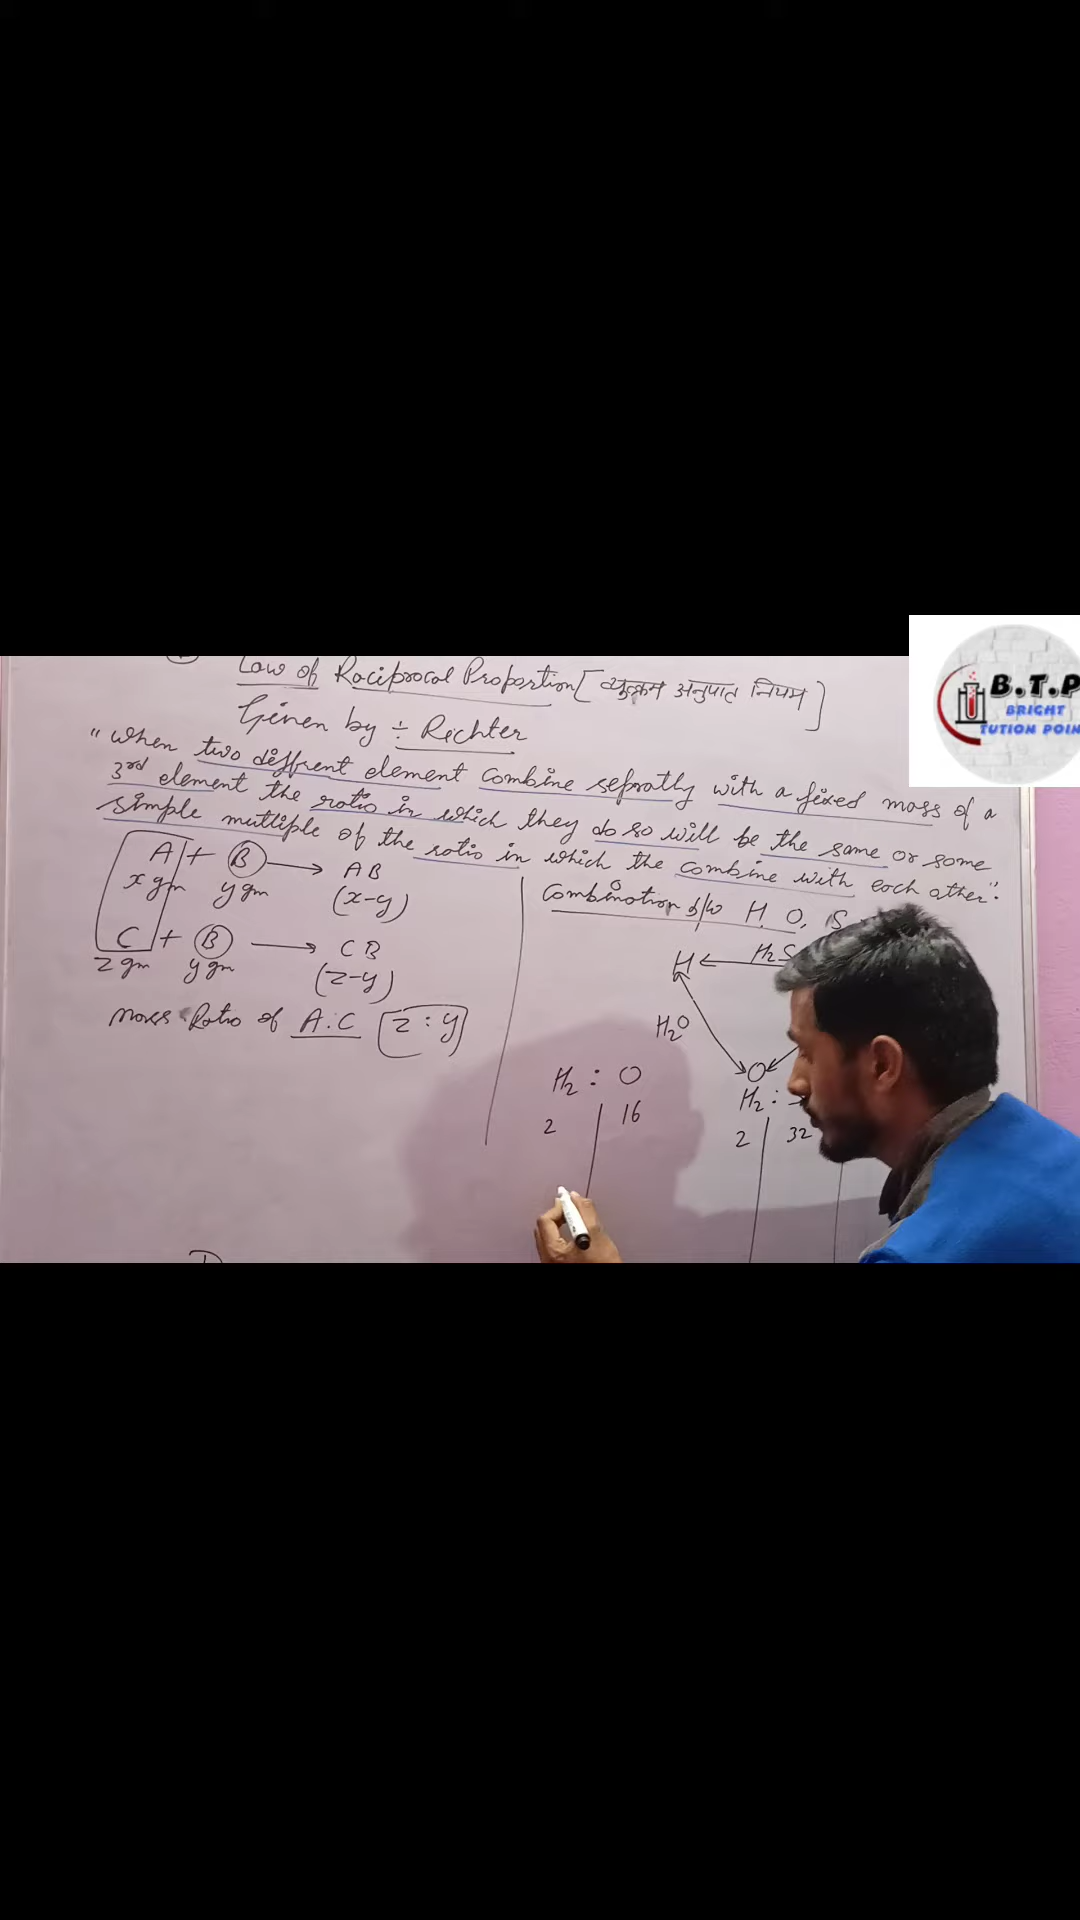 Law of Raciprocal Proportion [व्युत्क्रम अनुपात नियम]
Given by ÷ Rechter
"When two diffrent element combine seprathy with a fixed mass of a
3rd element the ratio in which they do so will be the same or some
simple multiple of the ratio in which the combine with each other".
A + B → AB
x gm y gm (x-y)
C + B → CB
z gm y gm (z-y)
Mass Ratio of A:C z : y
Combination b/w H, O, S
H H2S
H2O
O
H2 : O
2 16
H2 :
2 32
B.T.P
BRIGHT
TUTION POIN